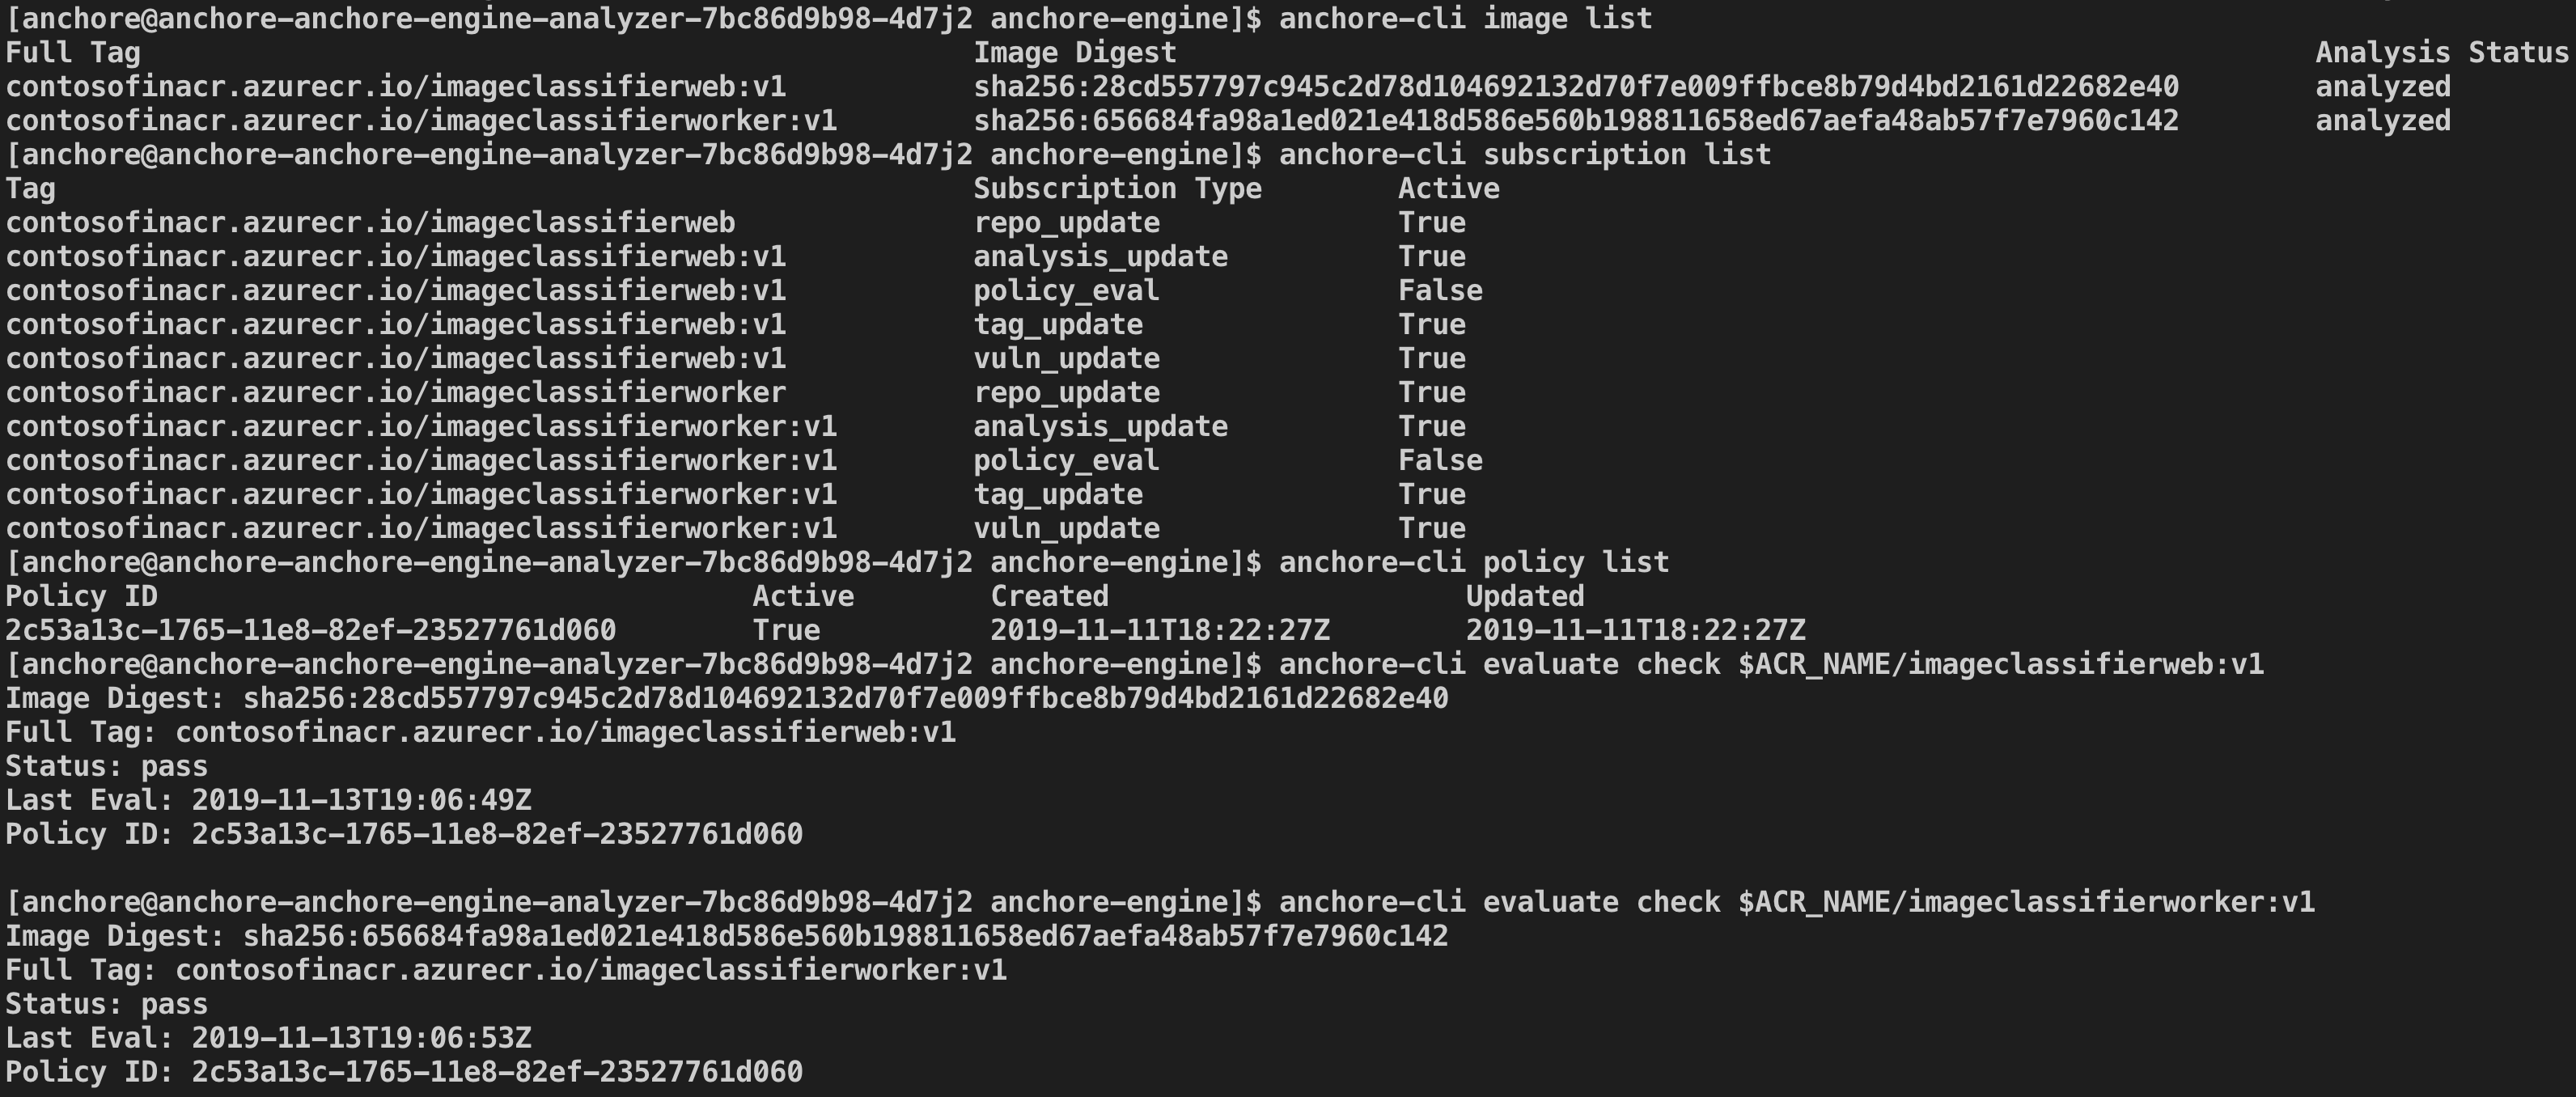 [anchore@anchore-anchore-engine-analyzer-7bc86d9b98-4d7j2 anchore-engine]$ anchore-cli image list
Full Tag Image Digest Analysis Status
contosofinacr.azurecr.io/imageclassifierweb:v1 sha256:28cd557797c945c2d78d104692132d70f7e009ffbce8b79d4bd2161d22682e40 analyzed
contosofinacr.azurecr.io/imageclassifierworker:v1 sha256:656684fa98a1ed021e418d586e560b198811658ed67aefa48ab57f7e7960c142 analyzed
[anchore@anchore-anchore-engine-analyzer-7bc86d9b98-4d7j2 anchore-engine]$ anchore-cli subscription list
Tag Subscription Type Active
contosofinacr.azurecr.io/imageclassifierweb repo_update True
contosofinacr.azurecr.io/imageclassifierweb:v1 analysis_update True
contosofinacr.azurecr.io/imageclassifierweb:v1 policy_eval False
contosofinacr.azurecr.io/imageclassifierweb:v1 tag_update True
contosofinacr.azurecr.io/imageclassifierweb:v1 vuln_update True
contosofinacr.azurecr.io/imageclassifierworker repo_update True
contosofinacr.azurecr.io/imageclassifierworker:v1 analysis_update True
contosofinacr.azurecr.io/imageclassifierworker:v1 policy_eval False
contosofinacr.azurecr.io/imageclassifierworker:v1 tag_update True
contosofinacr.azurecr.io/imageclassifierworker:v1 vuln_update True
[anchore@anchore-anchore-engine-analyzer-7bc86d9b98-4d7j2 anchore-engine]$ anchore-cli policy list
Policy ID Active Created Updated
2c53a13c-1765-11e8-82ef-23527761d060 True 2019-11-11T18:22:27Z 2019-11-11T18:22:27Z
[anchore@anchore-anchore-engine-analyzer-7bc86d9b98-4d7j2 anchore-engine]$ anchore-cli evaluate check $ACR_NAME/imageclassifierweb:v1
Image Digest: sha256:28cd557797c945c2d78d104692132d70f7e009ffbce8b79d4bd2161d22682e40
Full Tag: contosofinacr.azurecr.io/imageclassifierweb:v1
Status: pass
Last Eval: 2019-11-13T19:06:49Z
Policy ID: 2c53a13c-1765-11e8-82ef-23527761d060
[anchore@anchore-anchore-engine-analyzer-7bc86d9b98-4d7j2 anchore-engine]$ anchore-cli evaluate check $ACR_NAME/imageclassifierworker:v1
Image Digest: sha256:656684fa98a1ed021e418d586e560b198811658ed67aefa48ab57f7e7960c142
Full Tag: contosofinacr.azurecr.io/imageclassifierworker:v1
Status: pass
Last Eval: 2019-11-13T19:06:53Z
Policy ID: 2c53a13c-1765-11e8-82ef-23527761d060